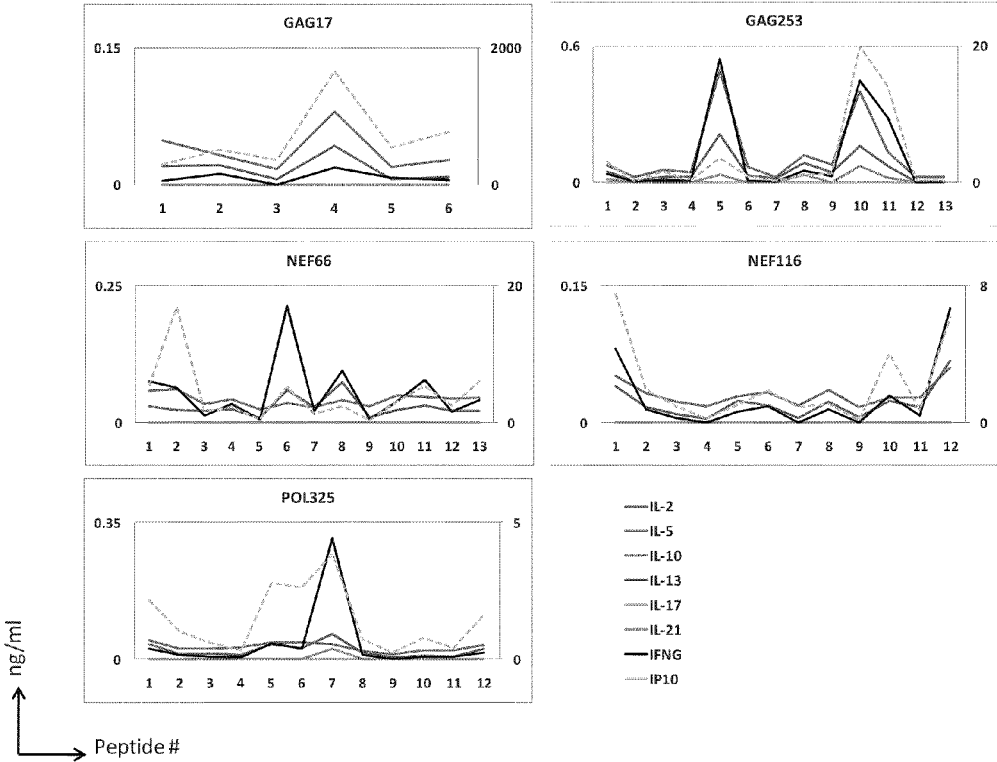 GAG17
0.15 2000
0 0
1 2 3 4 5 6
GAG253
0.6 20
0 0
1 2 3 4 5 6 7 8 9 10 11 12 13
NEF66
0.25 20
0 0
1 2 3 4 5 6 7 8 9 10 11 12 13
NEF116
0.15 8
0 0
1 2 3 4 5 6 7 8 9 10 11 12
POL325
0.35 5
0 0
1 2 3 4 5 6 7 8 9 10 11 12
IL-2
IL-5
IL-10
IL-13
IL-17
IL-21
IFNG
IP10
ng/ml
Peptide #